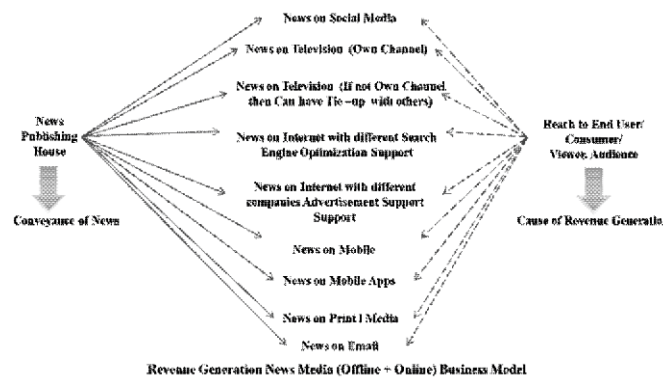 News on Social Media
News on Television (Own Channel)
News on Television (If not Own Channel
then Can have Tie-up with others)
News
Publishing
House
News on Internet with different Search
Engine Optimization Support
Reach to End User/
Consumer/
Viewer, Audience
News on Internet with different
companies Advertisement Support
Support
Conveyance of News
Cause of Revenue Generatio
News on Mobile
News on Mobile Apps
News on Print l Media
News on Email
Revenue Generation News Media (Offline + Online) Business Model